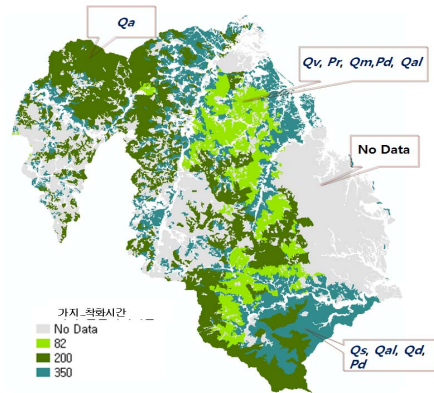 Qa
Qv, Pr, Qm,Pd, Qal
No Data
가지_착화시간
No Data
82
200
350
Qs, Qal, Qd,
Pd